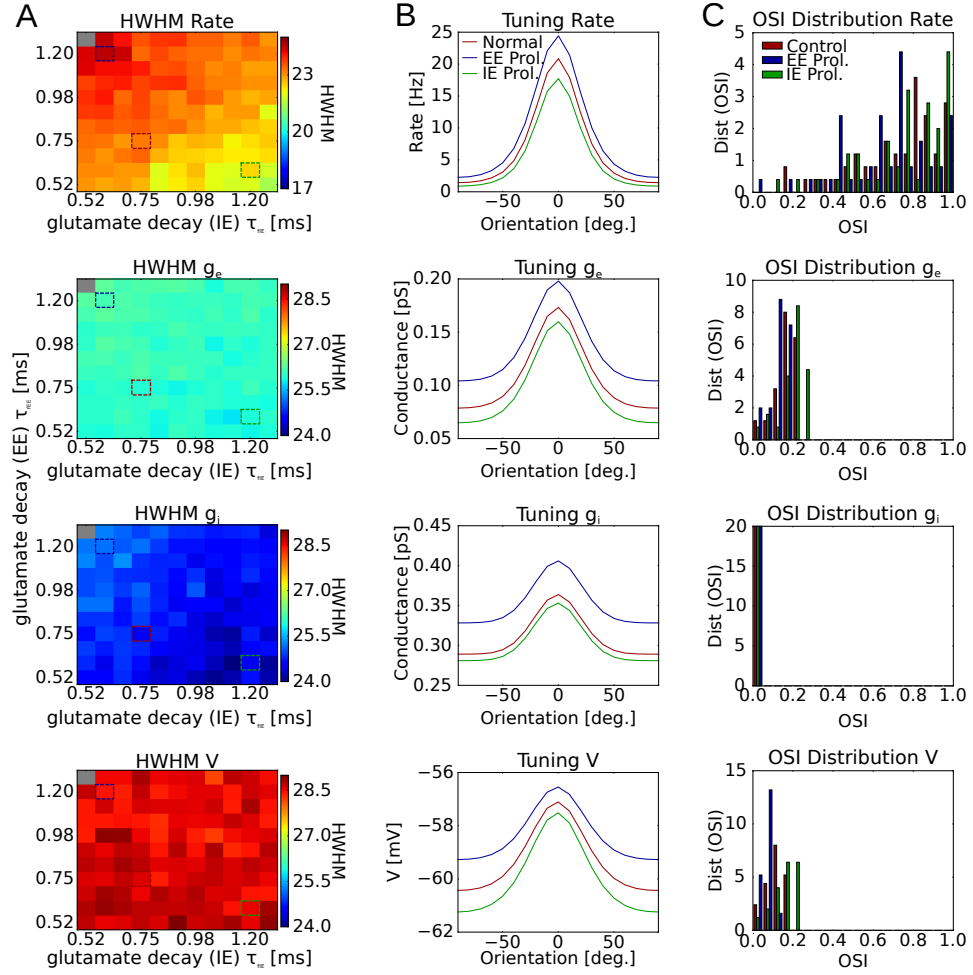 A
HWHM Rate
1.20
0.98
0.75
0.52
0.52 0.75 0.98 1.20
glutamate decay (IE) τ [ms]
23
20
17
HWHM
B
Tuning Rate
Normal
EE Prol.
IE Prol.
Rate [Hz]
25
20
15
10
5
0
−50 0 50
Orientation [deg.]
C
OSI Distribution Rate
Control
EE Prol.
IE Prol.
Dist (OSI)
5
4
3
2
1
0
0.0 0.2 0.4 0.6 0.8 1.0
OSI
glutamate decay (EE) τ [ms]
HWHM ge
1.20
0.98
0.75
0.52
0.52 0.75 0.98 1.20
glutamate decay (IE) τ [ms]
28.5
27.0
25.5
24.0
HWHM
Tuning ge
Conductance [pS]
0.20
0.15
0.10
0.05
−50 0 50
Orientation [deg.]
OSI Distribution ge
Dist (OSI)
10
8
6
4
2
0
0.0 0.2 0.4 0.6 0.8 1.0
OSI
HWHM gi
1.20
0.98
0.75
0.52
0.52 0.75 0.98 1.20
glutamate decay (IE) τ [ms]
28.5
27.0
25.5
24.0
HWHM
Tuning gi
Conductance [pS]
0.45
0.40
0.35
0.30
0.25
−50 0 50
Orientation [deg.]
OSI Distribution gi
Dist (OSI)
20
15
10
5
0
0.0 0.2 0.4 0.6 0.8 1.0
OSI
HWHM V
1.20
0.98
0.75
0.52
0.52 0.75 0.98 1.20
glutamate decay (IE) τ [ms]
28.5
27.0
25.5
24.0
HWHM
Tuning V
V [mV]
−56
−58
−60
−62
−50 0 50
Orientation [deg.]
OSI Distribution V
Dist (OSI)
15
10
5
0
0.0 0.2 0.4 0.6 0.8 1.0
OSI